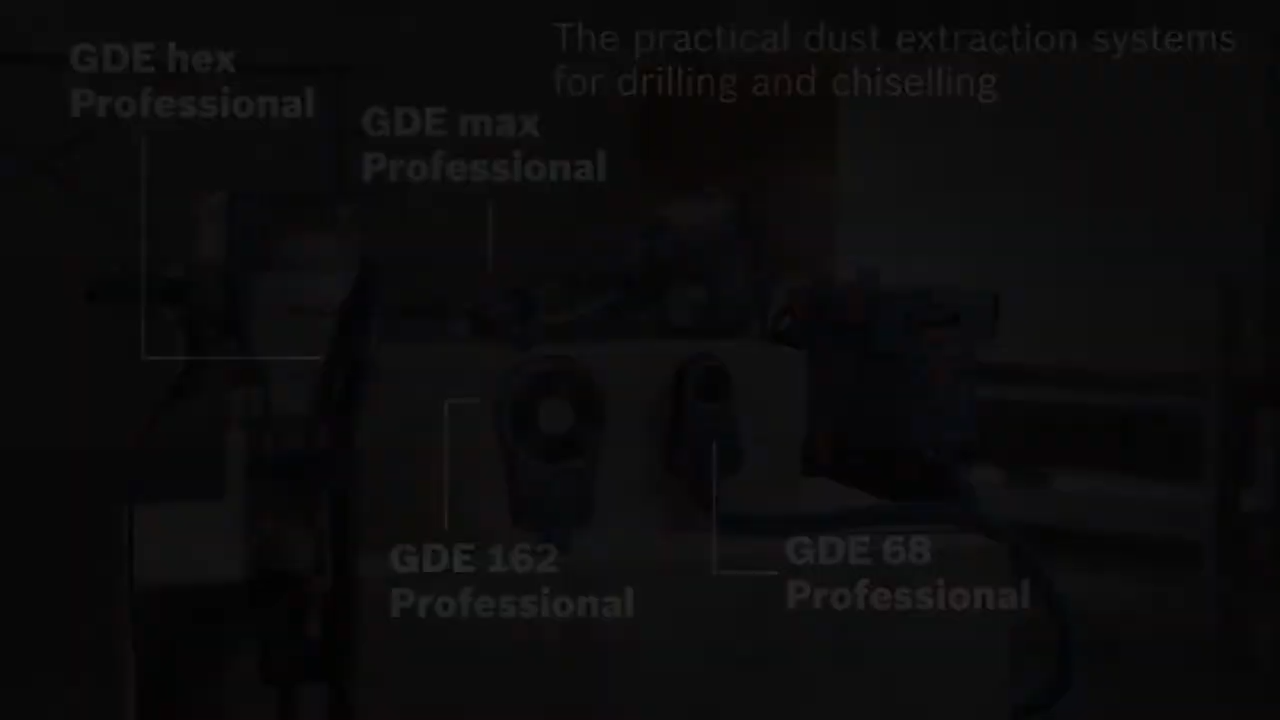 The practical dust extraction systems
for drilling and chiselling
GDE hex
Professional
GDE max
Professional
GDE 162
Professional
GDE 68
Professional